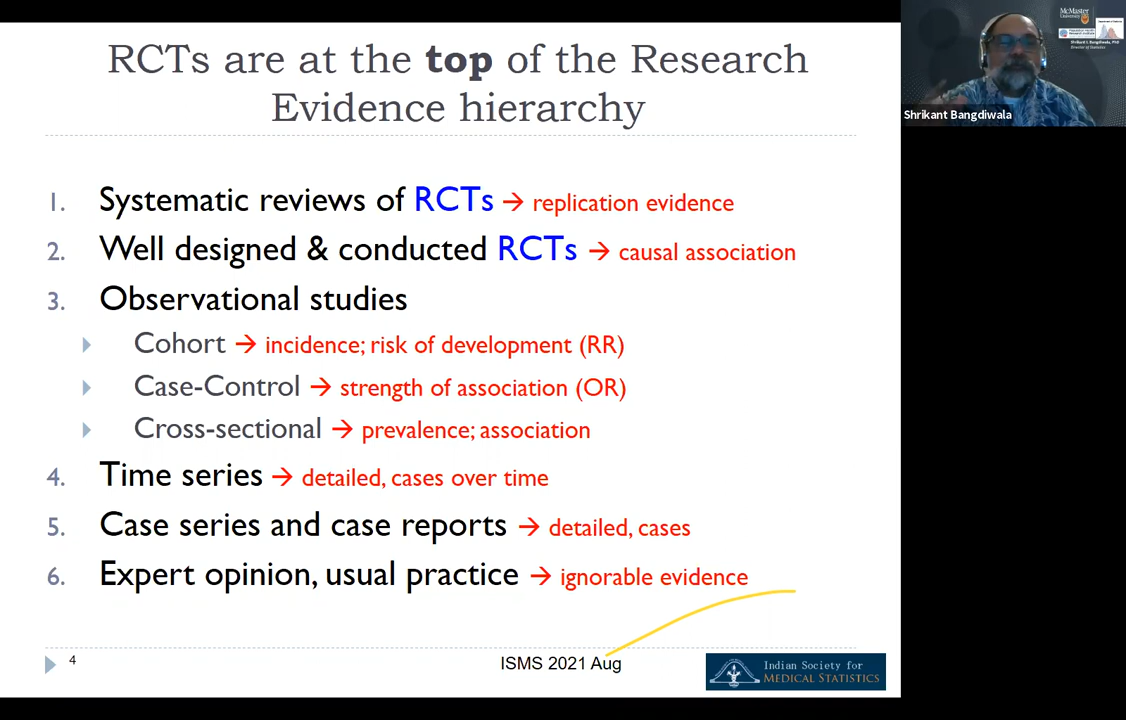 RCTs are at the top of the Research
Evidence hierarchy
1. Systematic reviews of RCTs → replication evidence
2. Well designed & conducted RCTs → causal association
3. Observational studies
Cohort → incidence; risk of development (RR)
Case-Control → strength of association (OR)
Cross-sectional → prevalence; association
4. Time series → detailed, cases over time
5. Case series and case reports → detailed, cases
6. Expert opinion, usual practice → ignorable evidence
4
ISMS 2021 Aug
Indian Society for
MEDICAL STATISTICS
McMaster
University
Shrikant Bangdiwala